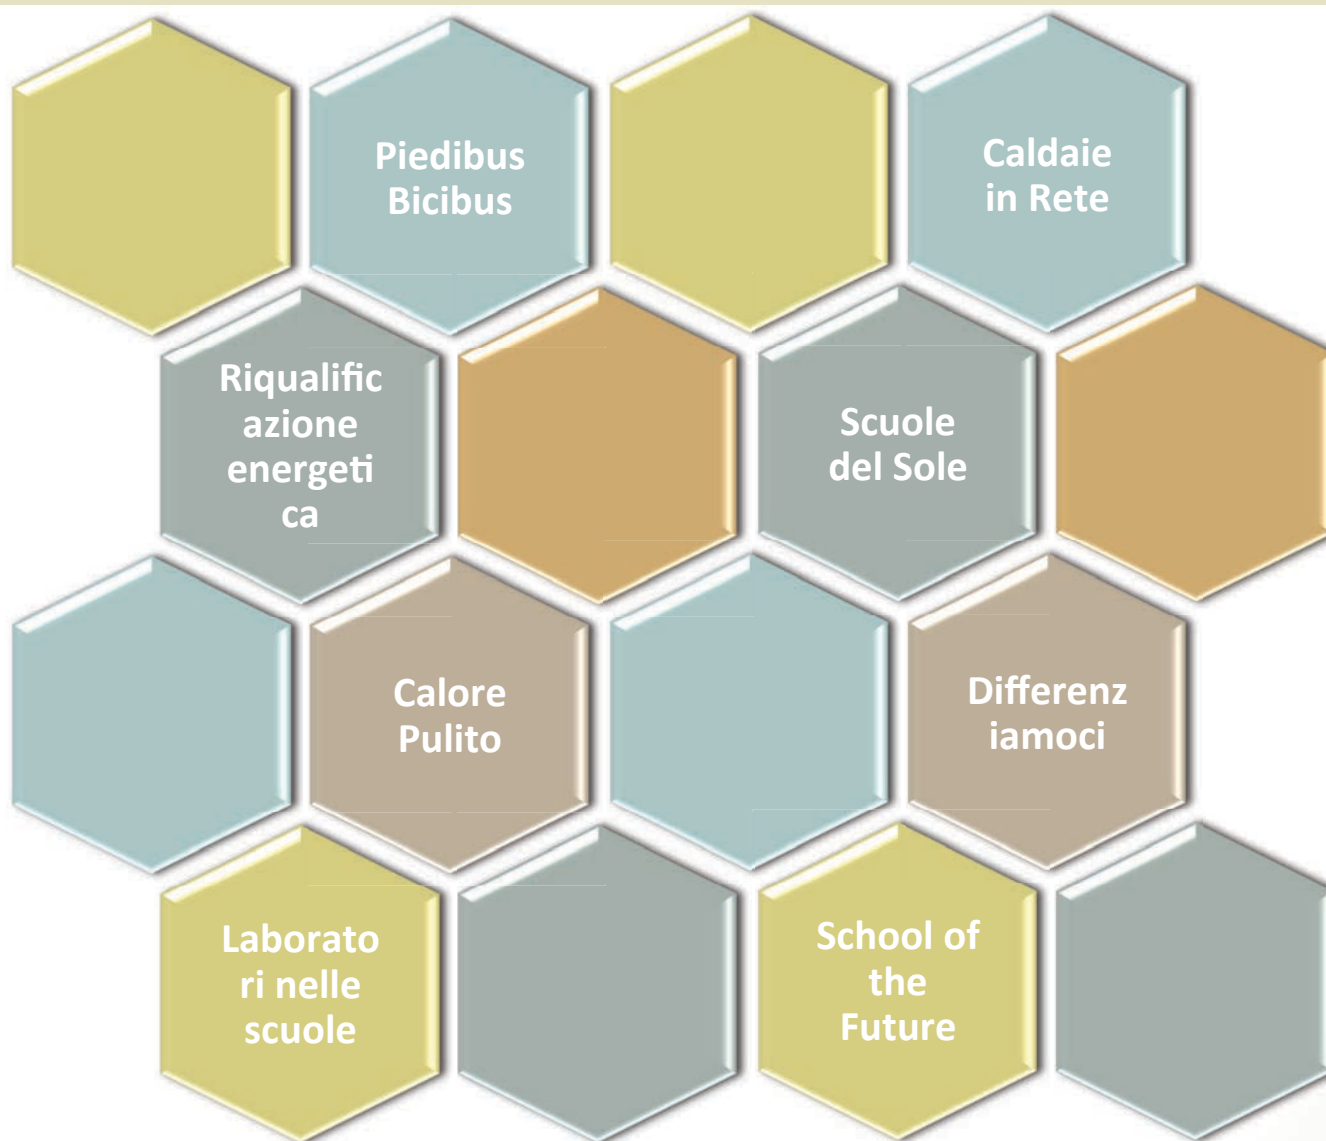 Piedibus
Bicibus
Caldaie
in Rete
Riqualific
azione
energeti
ca
Scuole
del Sole
Calore
Pulito
Differenz
iamoci
Laborato
ri nelle
scuole
School of
the
Future